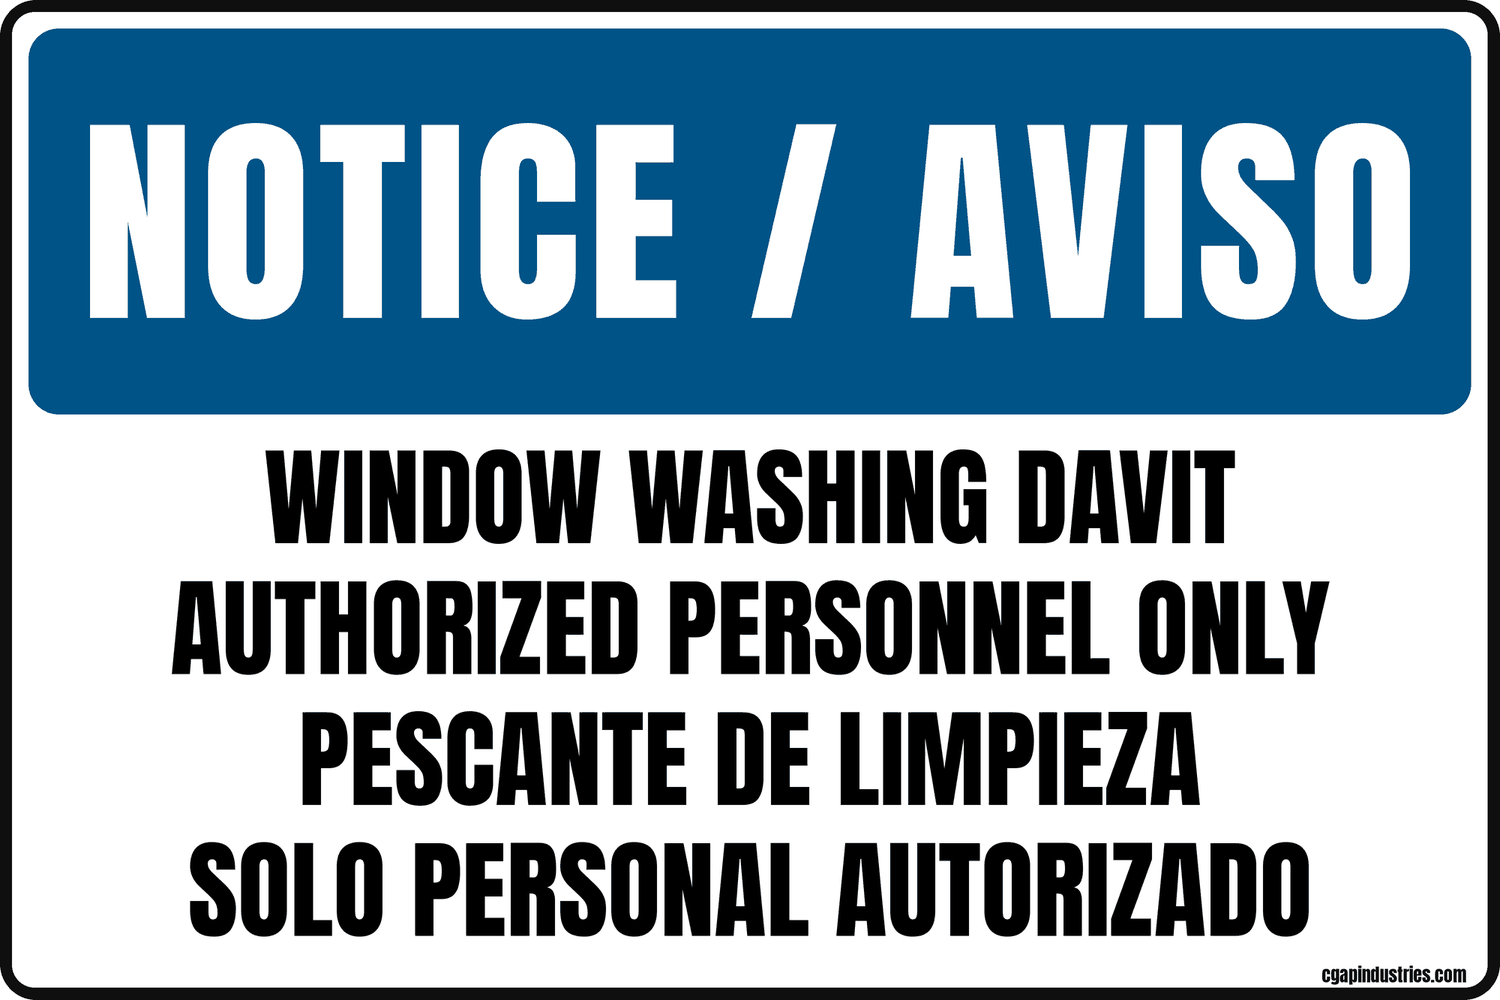 NOTICE / AVISO
WINDOW WASHING DAVIT
AUTHORIZED PERSONNEL ONLY
PESCANTE DE LIMPIEZA
SOLO PERSONAL AUTORIZADO
cgapindustries.com